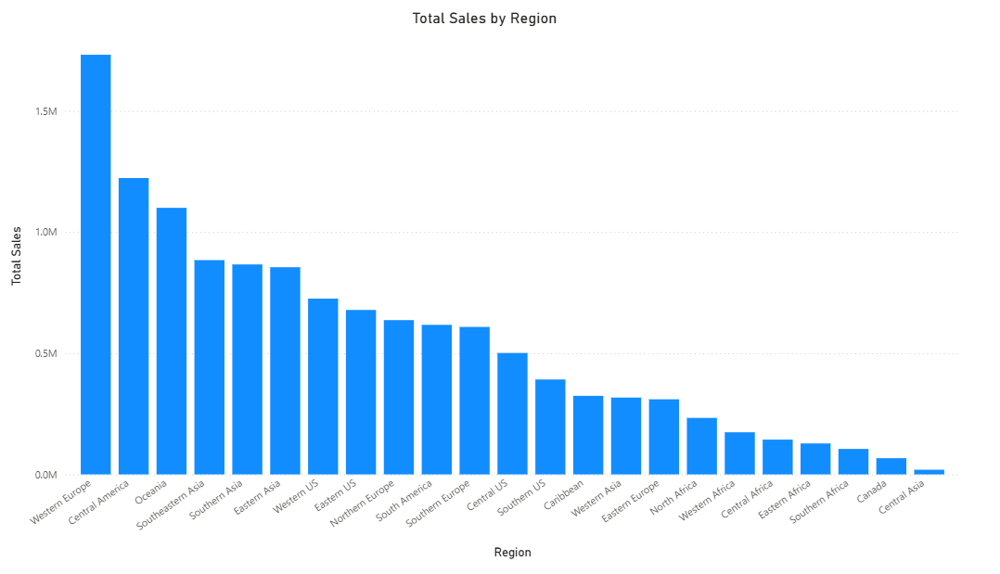 Total Sales by Region
Total Sales
1.5M
1.0M
0.5M
0.0M
Western Europe
Central America
Oceania
Southeastern Asia
Southern Asia
Eastern Asia
Western US
Eastern US
Northern Europe
South America
Southern Europe
Central US
Southern US
Caribbean
Western Asia
Eastern Europe
North Africa
Western Africa
Central Africa
Eastern Africa
Southern Africa
Canada
Central Asia
Region